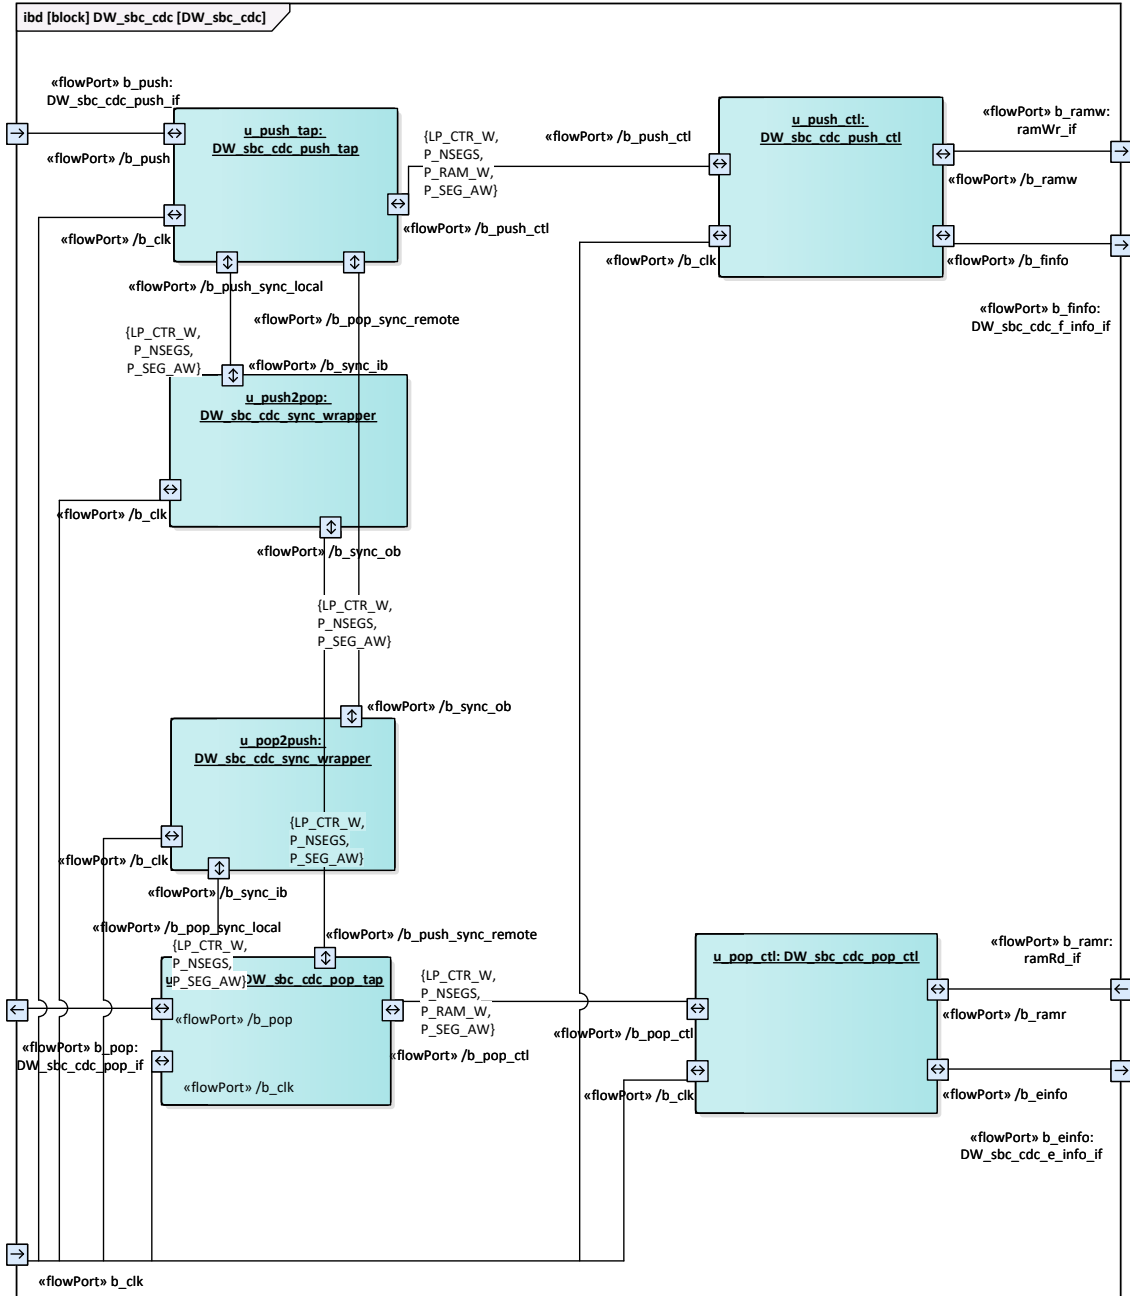 ibd [block] DW_sbc_cdc [DW_sbc_cdc]
«flowPort» b_push:
DW_sbc_cdc_push_if
«flowPort» /b_push
u_push_tap:
DW_sbc_cdc_push_tap
{LP_CTR_W,
P_NSEGS,
P_RAM_W,
P_SEG_AW}
«flowPort» /b_push_ctl
u_push_ctl:
DW_sbc_cdc_push_ctl
«flowPort» b_ramw:
ramWr_if
«flowPort» /b_ramw
«flowPort» /b_push_ctl
«flowPort» /b_clk
«flowPort» /b_clk
«flowPort» /b_finfo
«flowPort» /b_push_sync_local
«flowPort» /b_pop_sync_remote
«flowPort» b_finfo:
DW_sbc_cdc_f_info_if
{LP_CTR_W,
P_NSEGS,
P_SEG_AW}
«flowPort» /b_sync_ib
u_push2pop:
DW_sbc_cdc_sync_wrapper
«flowPort» /b_clk
«flowPort» /b_sync_ob
{LP_CTR_W,
P_NSEGS,
P_SEG_AW}
«flowPort» /b_sync_ob
u_pop2push:
DW_sbc_cdc_sync_wrapper
{LP_CTR_W,
P_NSEGS,
P_SEG_AW}
«flowPort» /b_clk
«flowPort» /b_sync_ib
«flowPort» /b_pop_sync_local
«flowPort» /b_push_sync_remote
{LP_CTR_W,
P_NSEGS,
P_SEG_AW}
DW_sbc_cdc_pop_tap
{LP_CTR_W,
P_NSEGS,
P_RAM_W,
P_SEG_AW}
u_pop_ctl: DW_sbc_cdc_pop_ctl
«flowPort» b_ramr:
ramRd_if
«flowPort» /b_ramr
«flowPort» /b_pop
«flowPort» /b_pop_ctl
«flowPort» b_pop:
DW_sbc_cdc_pop_if
«flowPort» /b_pop_ctl
«flowPort» /b_clk
«flowPort» /b_clk
«flowPort» /b_einfo
«flowPort» b_einfo:
DW_sbc_cdc_e_info_if
«flowPort» b_clk